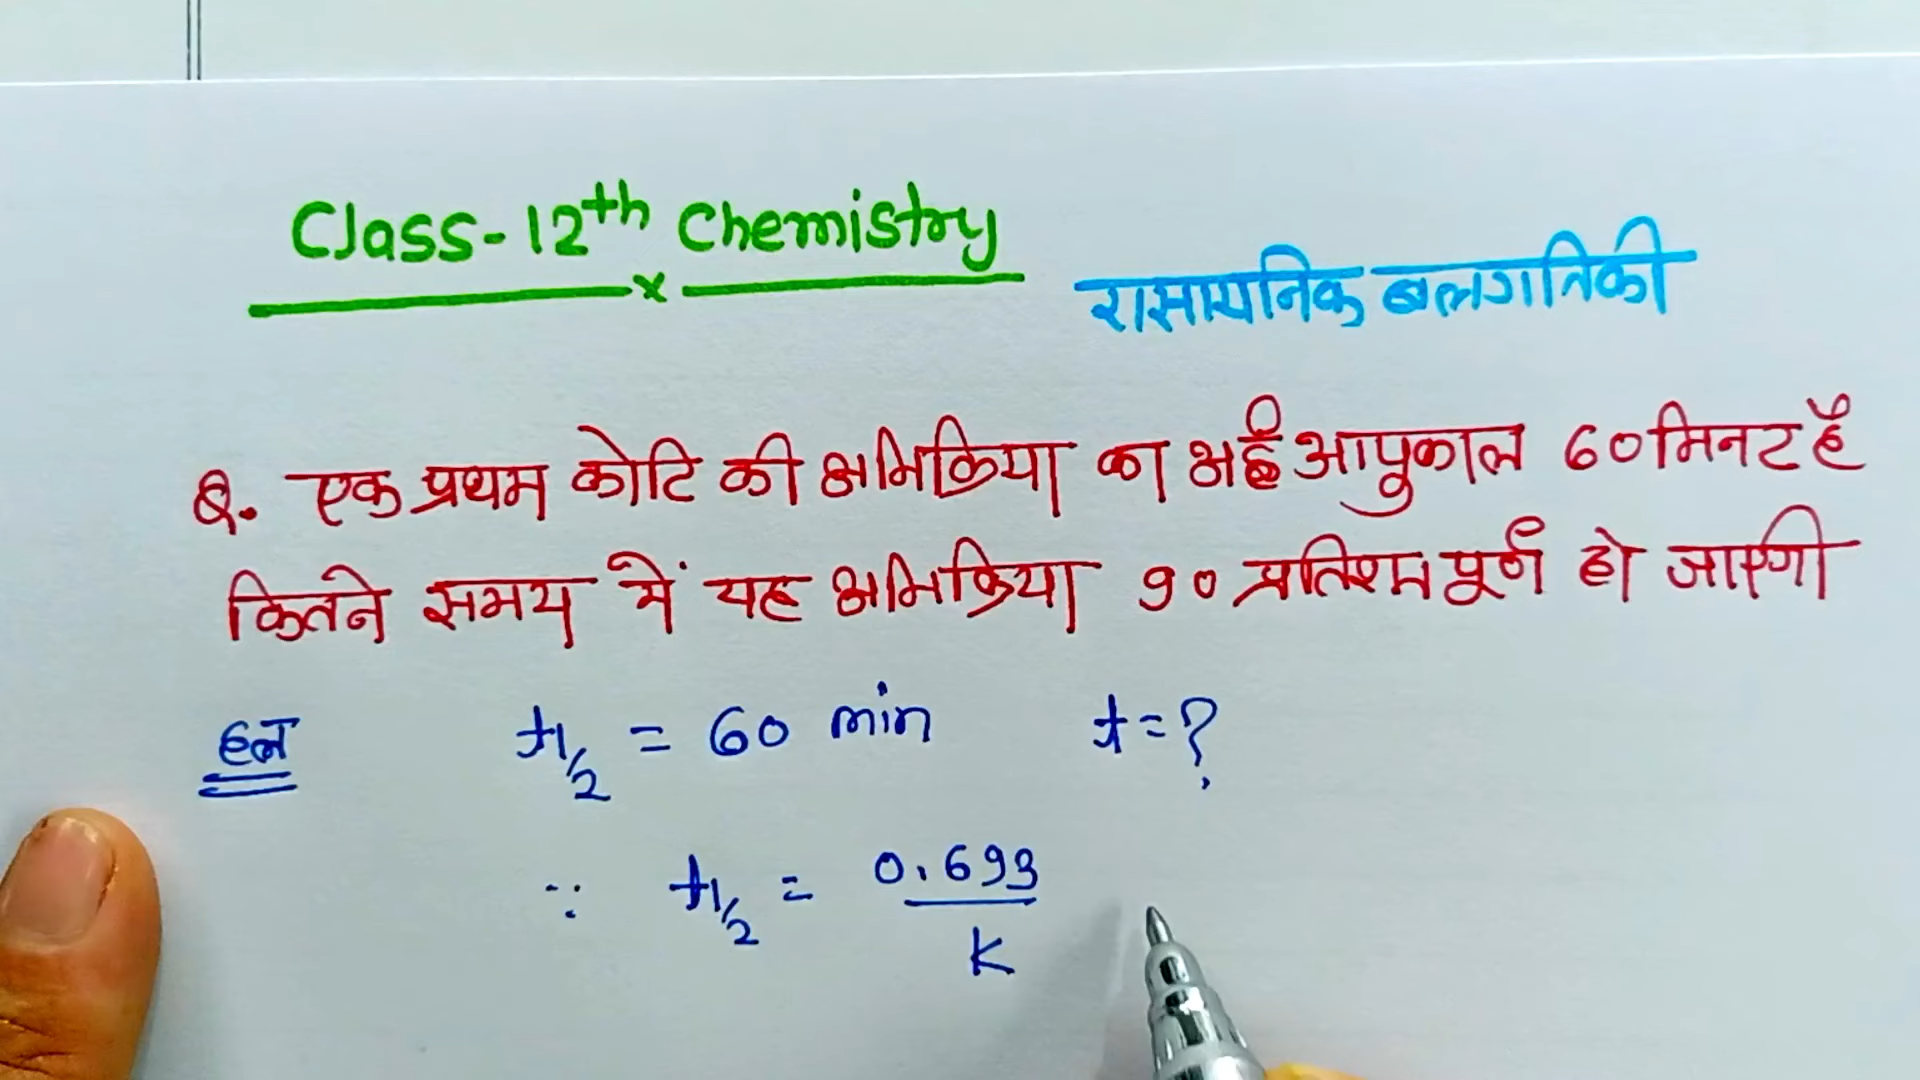 Class-12th Chemistry
x
रासायनिक बलगतिकी
Q. एक प्रथम कोटि की अभिक्रिया का अर्द्ध आयुकाल 60 मिनट है
कितने समय में यह अभिक्रिया 90 प्रतिशत पूर्ण हो जाएगी
हल t1/2 = 60 min t=?
∵ t1/2 = 0.693
K